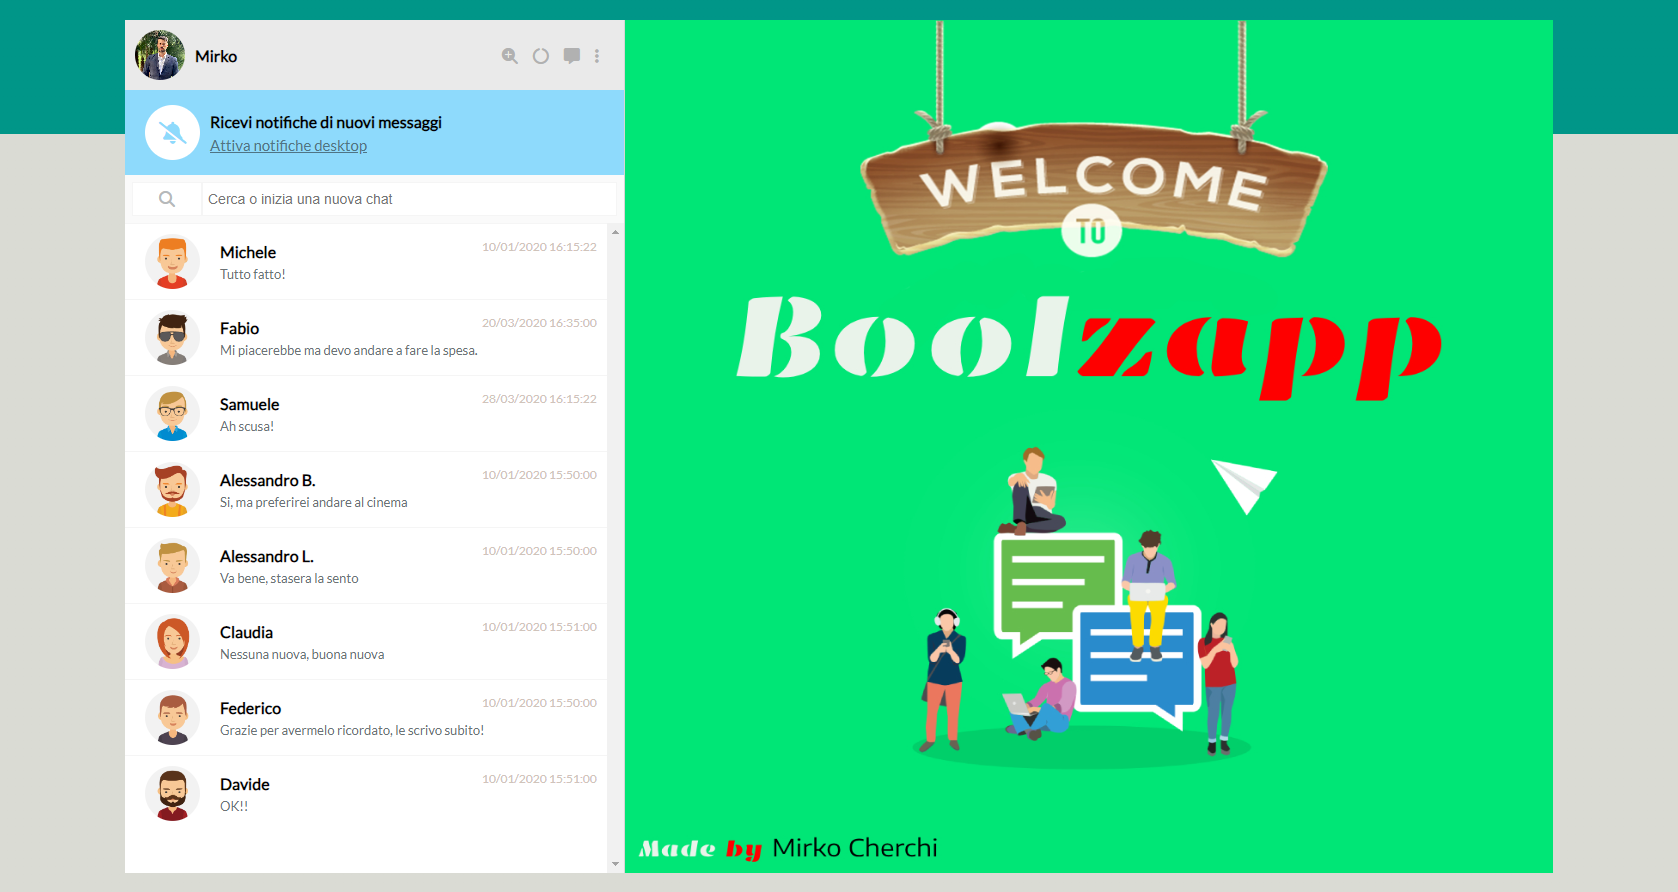 Mirko
Ricevi notifiche di nuovi messaggi
Attiva notifiche desktop
Cerca o inizia una nuova chat
Michele
10/01/2020 16:15:22
Tutto fatto!
Fabio
20/03/2020 16:35:00
Mi piacerebbe ma devo andare a fare la spesa.
Samuele
28/03/2020 16:15:22
Ah scusa!
Alessandro B.
10/01/2020 15:50:00
Si, ma preferirei andare al cinema
Alessandro L.
10/01/2020 15:50:00
Va bene, stasera la sento
Claudia
10/01/2020 15:51:00
Nessuna nuova, buona nuova
Federico
10/01/2020 15:50:00
Grazie per avermelo ricordato, le scrivo subito!
Davide
10/01/2020 15:51:00
OK!!
WELCOME
TO
Boolzapp
Made by Mirko Cherchi